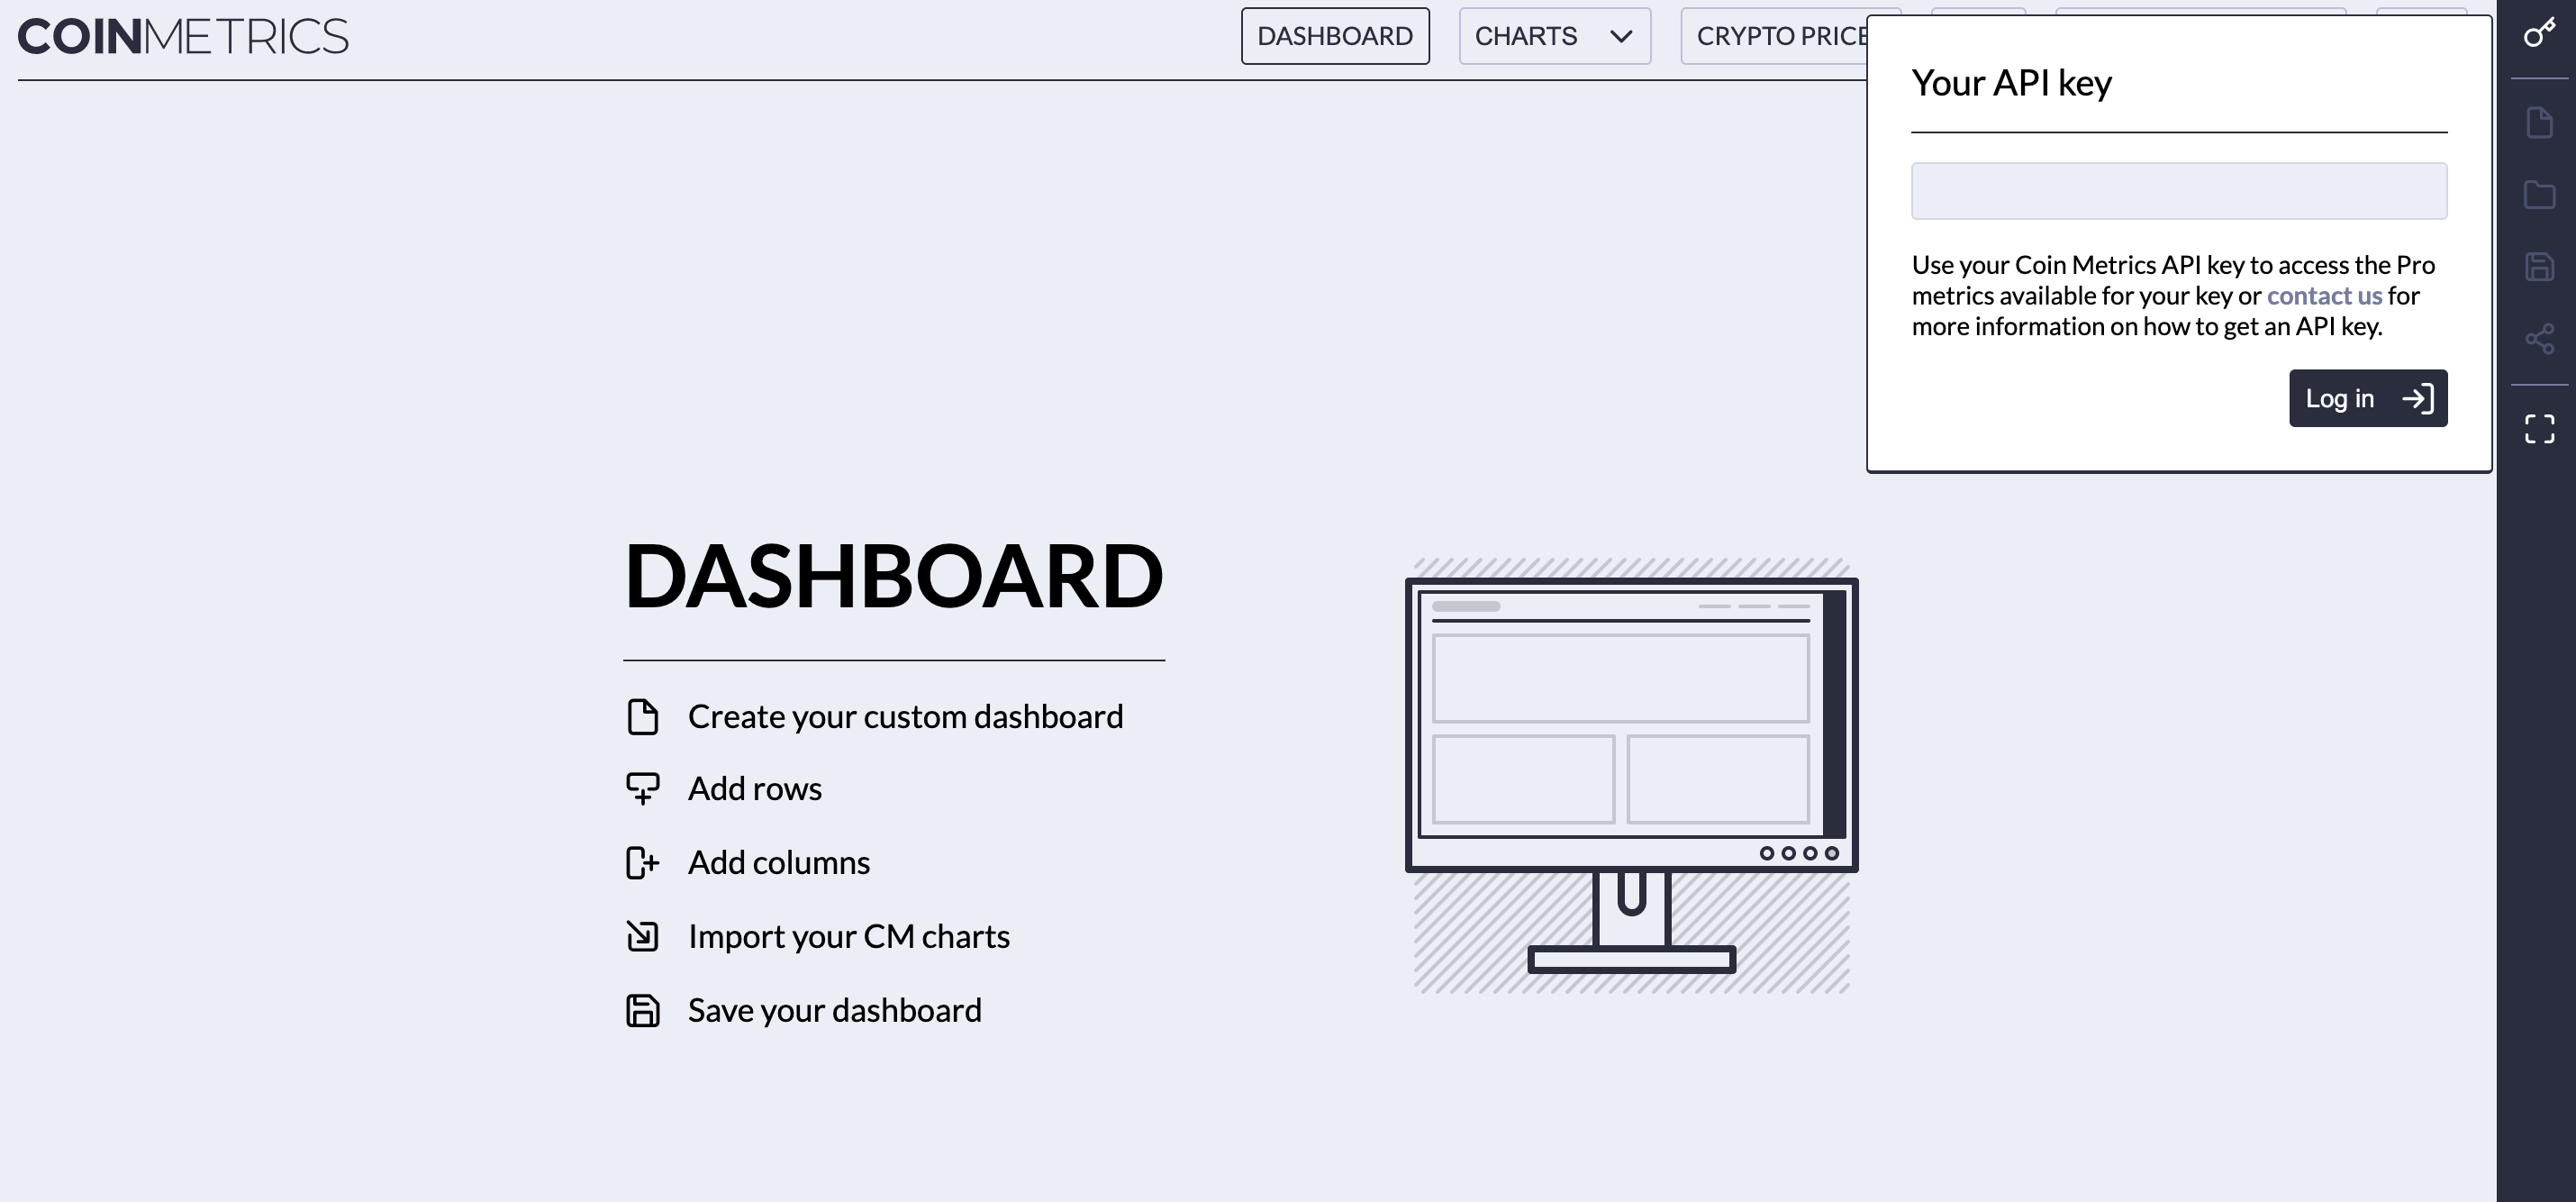 COINMETRICS
DASHBOARD
CHARTS
CRYPTO PRICE
Your API key
Use your Coin Metrics API key to access the Pro
metrics available for your key or contact us for
more information on how to get an API key.
Log in
DASHBOARD
Create your custom dashboard
Add rows
Add columns
Import your CM charts
Save your dashboard